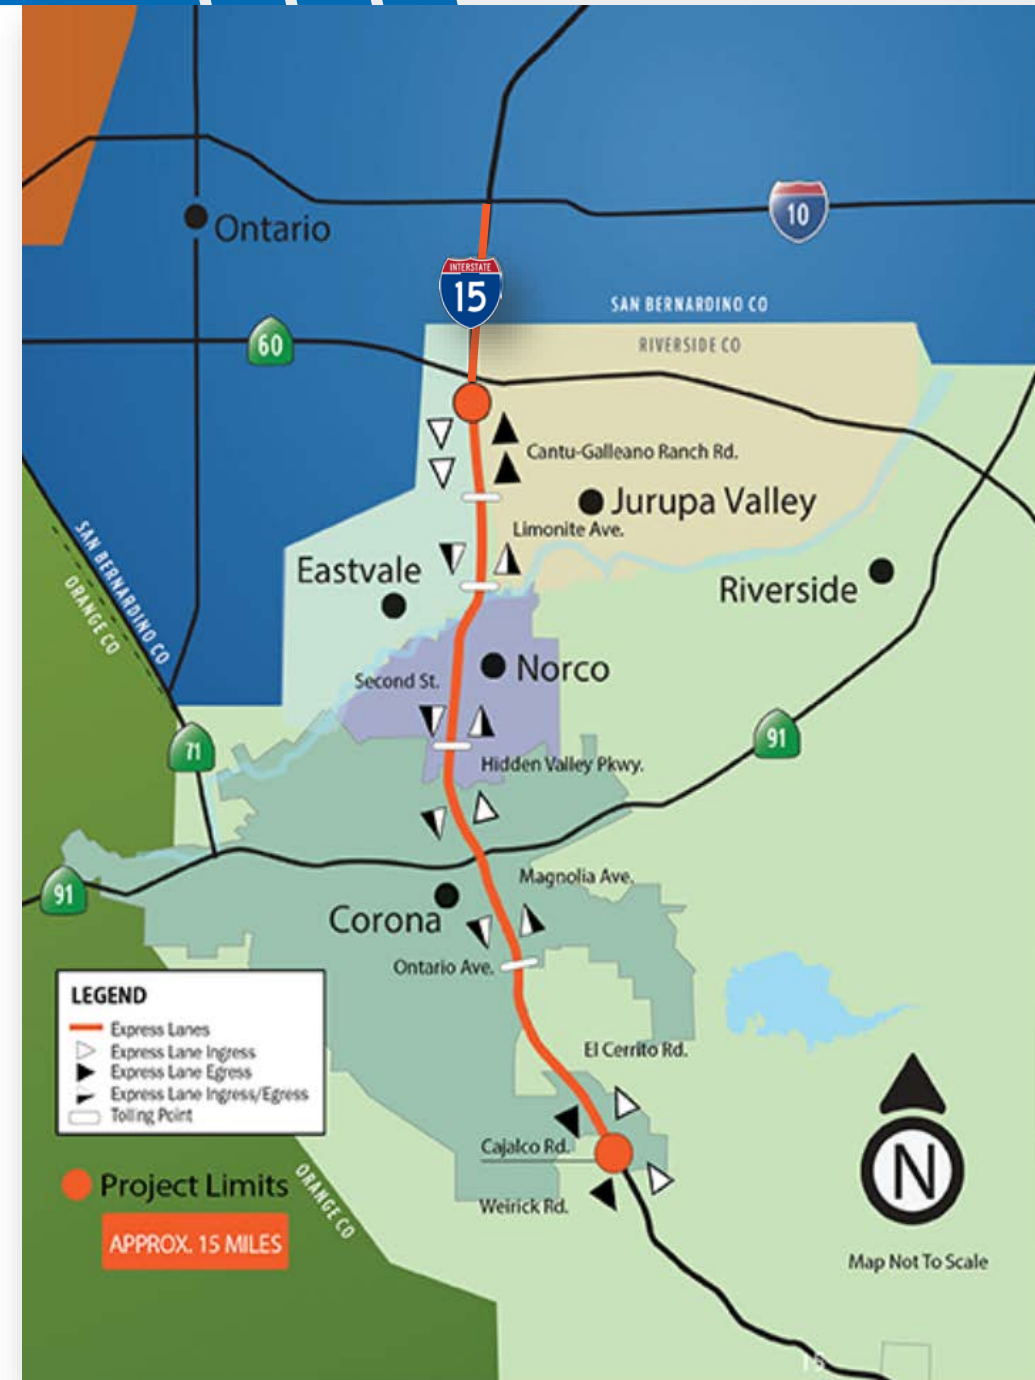 Ontario
10
INTERSTATE
15
SAN BERNARDINO CO
RIVERSIDE CO
60
Cantu-Galleano Ranch Rd.
Jurupa Valley
Limonite Ave.
Eastvale
Riverside
SAN BERNARDINO CO
ORANGE CO
Norco
Second St.
71
91
Hidden Valley Pkwy.
91
Magnolia Ave.
Corona
Ontario Ave.
LEGEND
Express Lanes
Express Lane Ingress
Express Lane Egress
Express Lane Ingress/Egress
Tolling Point
El Cerrito Rd.
Cajalco Rd.
Weirick Rd.
Project Limits
APPROX. 15 MILES
ORANGE CO
N
Map Not To Scale